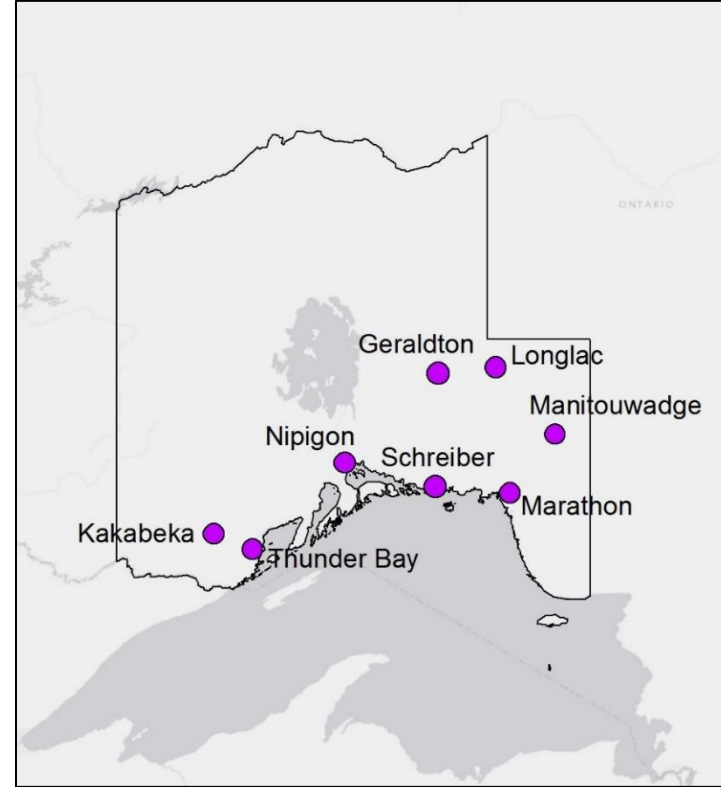 ONTARIO
Geraldton
Longlac
Manitouwadge
Nipigon
Schreiber
Marathon
Kakabeka
Thunder Bay